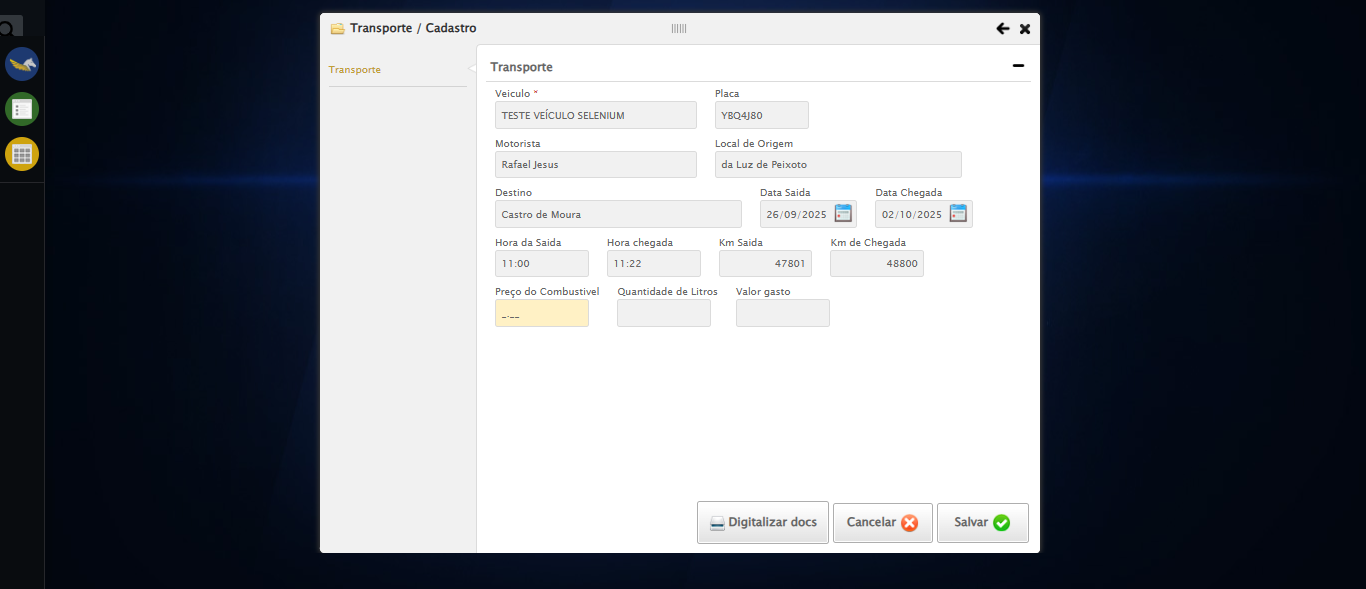 Transporte / Cadastro
Transporte
Transporte
Veiculo * Placa
TESTE VEÍCULO SELENIUM YBQ4J80
Motorista Local de Origem
Rafael Jesus da Luz de Peixoto
Destino Data Saida Data Chegada
Castro de Moura 26/09/2025 02/10/2025
Hora da Saida Hora chegada Km Saida Km de Chegada
11:00 11:22 47801 48800
Preço do Combustivel Quantidade de Litros Valor gasto
_.__
Digitalizar docs Cancelar Salvar